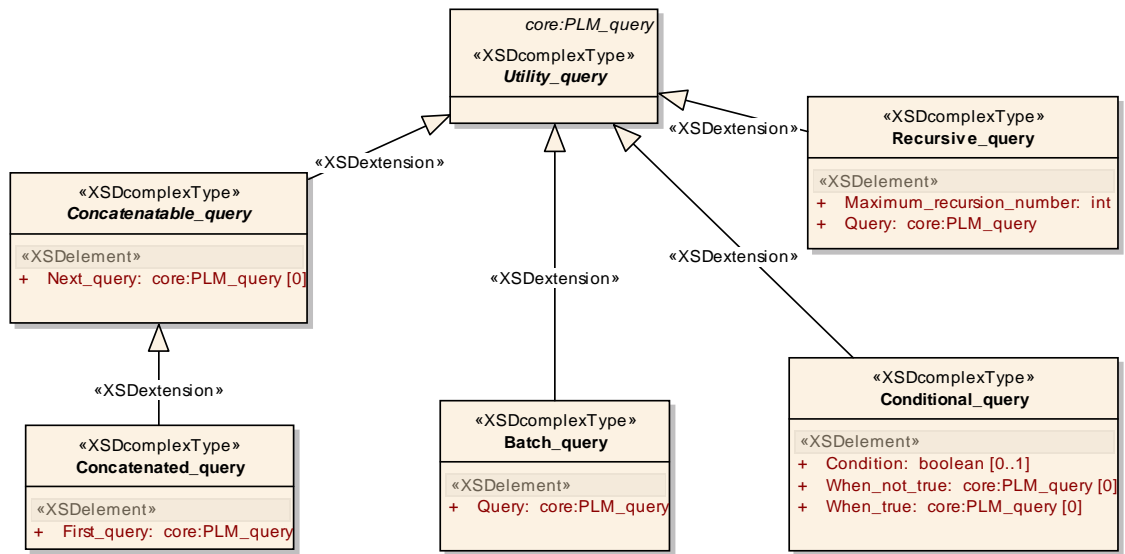 core:PLM_query
«XSDcomplexType»
Utility_query
«XSDcomplexType»
Recursive_query
«XSDelement»
+ Maximum_recursion_number: int
+ Query: core:PLM_query
«XSDextension»
«XSDextension»
«XSDcomplexType»
Concatenatable_query
«XSDelement»
+ Next_query: core:PLM_query [0]
«XSDextension»
«XSDextension»
«XSDextension»
«XSDcomplexType»
Conditional_query
«XSDelement»
+ Condition: boolean [0..1]
+ When_not_true: core:PLM_query [0]
+ When_true: core:PLM_query [0]
«XSDcomplexType»
Batch_query
«XSDelement»
+ Query: core:PLM_query
«XSDcomplexType»
Concatenated_query
«XSDelement»
+ First_query: core:PLM_query